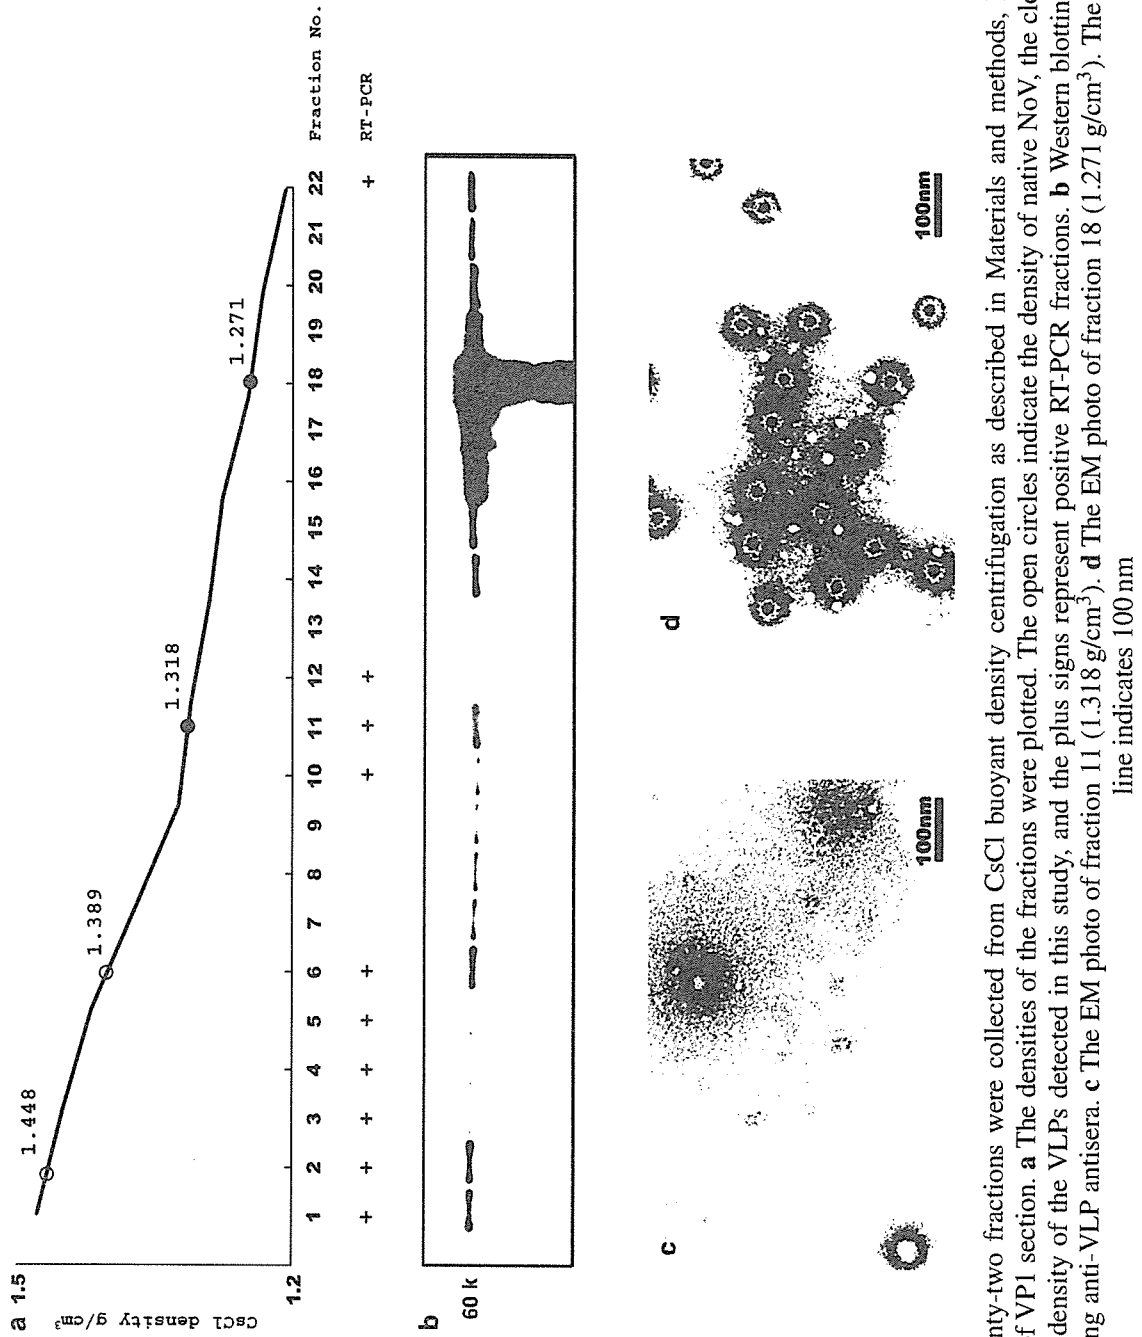 a 1.5
CsCl density g/cm³
1.2
1.448
1.389
1.318
1.271
1 2 3 4 5 6 7 8 9 10 11 12 13 14 15 16 17 18 19 20 21 22 Fraction No.
+ + + + + + + + + + RT-PCR
b
60 k
c
100nm
d
100nm
nty-two fractions were collected from CsCl buoyant density centrifugation as described in Materials and methods,
f VP1 section. a The densities of the fractions were plotted. The open circles indicate the density of native NoV, the cle
density of the VLPs detected in this study, and the plus signs represent positive RT-PCR fractions. b Western blottin
ng anti-VLP antisera. c The EM photo of fraction 11 (1.318 g/cm³). d The EM photo of fraction 18 (1.271 g/cm³). The
line indicates 100 nm